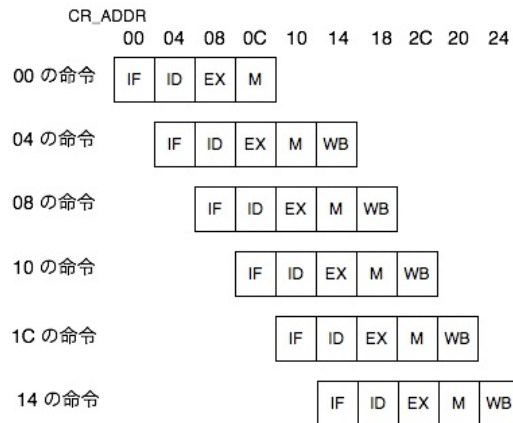 CR_ADDR
00 04 08 0C 10 14 18 2C 20 24
00 の命令 IF ID EX M
04 の命令 IF ID EX M WB
08 の命令 IF ID EX M WB
10 の命令 IF ID EX M WB
1C の命令 IF ID EX M WB
14 の命令 IF ID EX M WB